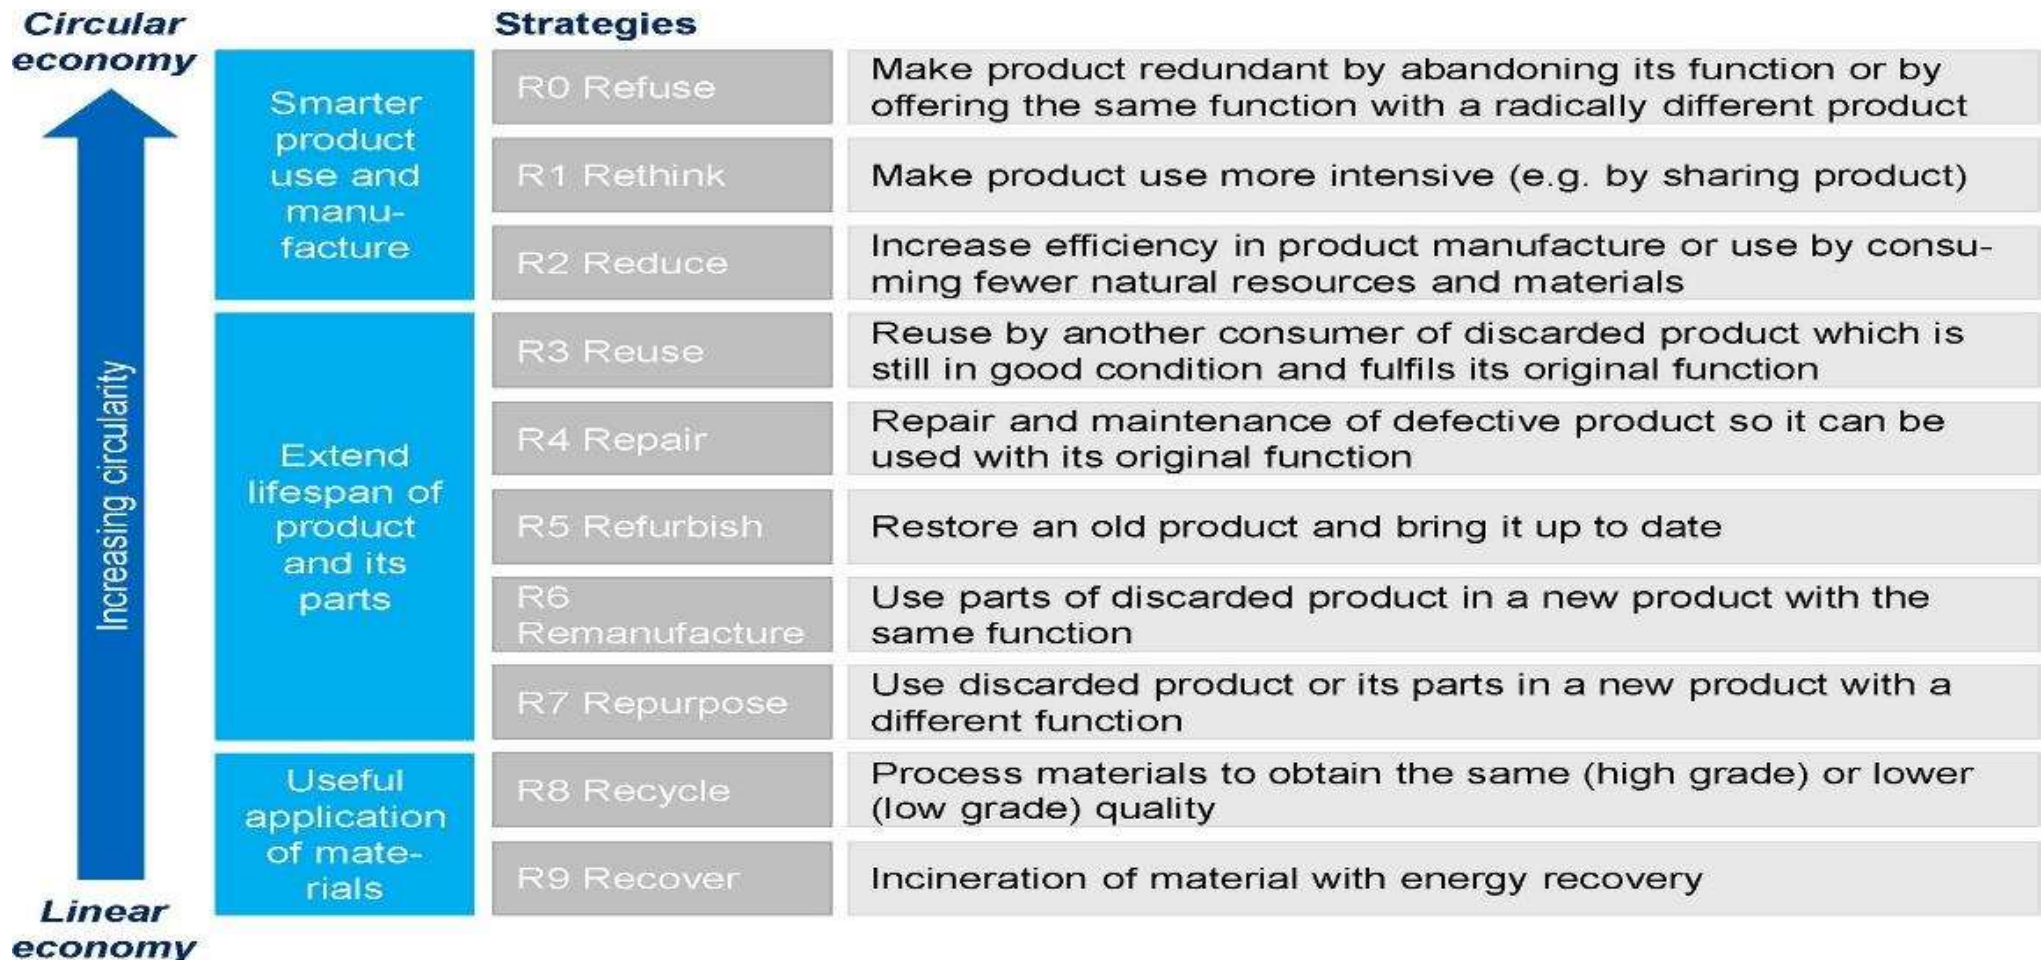 Circular
economy
Strategies
Increasing circularity
Linear
economy
Smarter
product
use and
manu-
facture
R0 Refuse
Make product redundant by abandoning its function or by
offering the same function with a radically different product
R1 Rethink
Make product use more intensive (e.g. by sharing product)
R2 Reduce
Increase efficiency in product manufacture or use by consu-
ming fewer natural resources and materials
Extend
lifespan of
product
and its
parts
R3 Reuse
Reuse by another consumer of discarded product which is
still in good condition and fulfils its original function
R4 Repair
Repair and maintenance of defective product so it can be
used with its original function
R5 Refurbish
Restore an old product and bring it up to date
R6
Remanufacture
Use parts of discarded product in a new product with the
same function
R7 Repurpose
Use discarded product or its parts in a new product with a
different function
Useful
application
of mate-
rials
R8 Recycle
Process materials to obtain the same (high grade) or lower
(low grade) quality
R9 Recover
Incineration of material with energy recovery